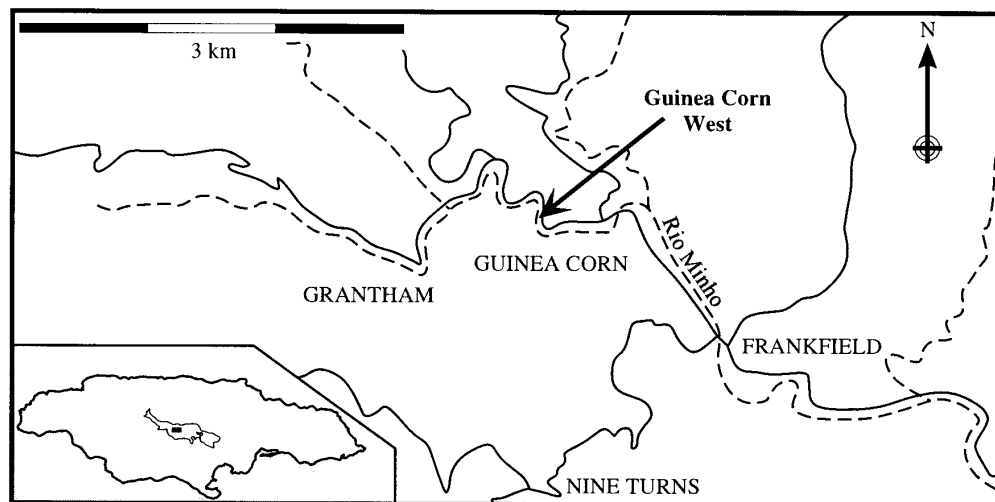 3 km
N
Guinea Corn
West
Rio Minho
GUINEA CORN
GRANTHAM
FRANKFIELD
NINE TURNS